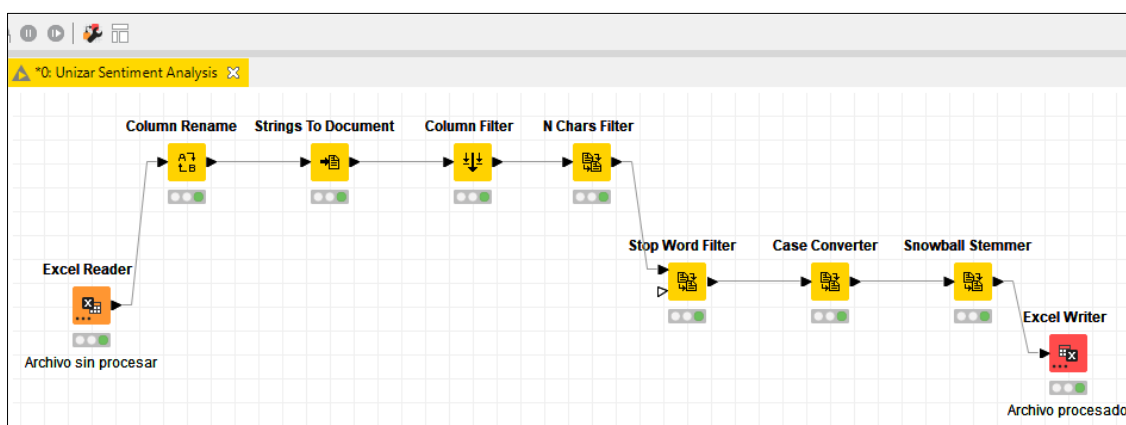 *0: Unizar Sentiment Analysis
Column Rename
Strings To Document
Column Filter
N Chars Filter
Stop Word Filter
Case Converter
Snowball Stemmer
Excel Reader
Archivo sin procesar
Excel Writer
Archivo procesado